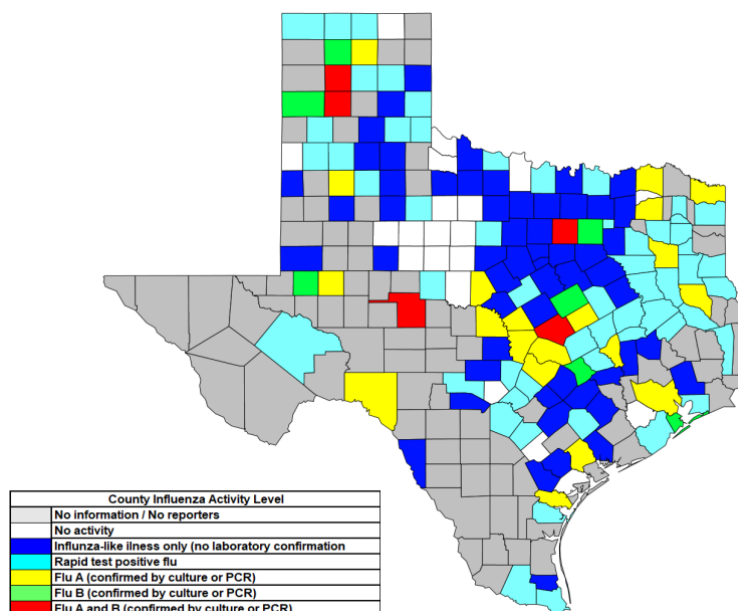 County Influenza Activity Level
No information / No reporters
No activity
Influnza-like ilness only (no laboratory confirmation
Rapid test positive flu
Flu A (confirmed by culture or PCR)
Flu B (confirmed by culture or PCR)
Flu A and B (confirmed by culture or PCR)